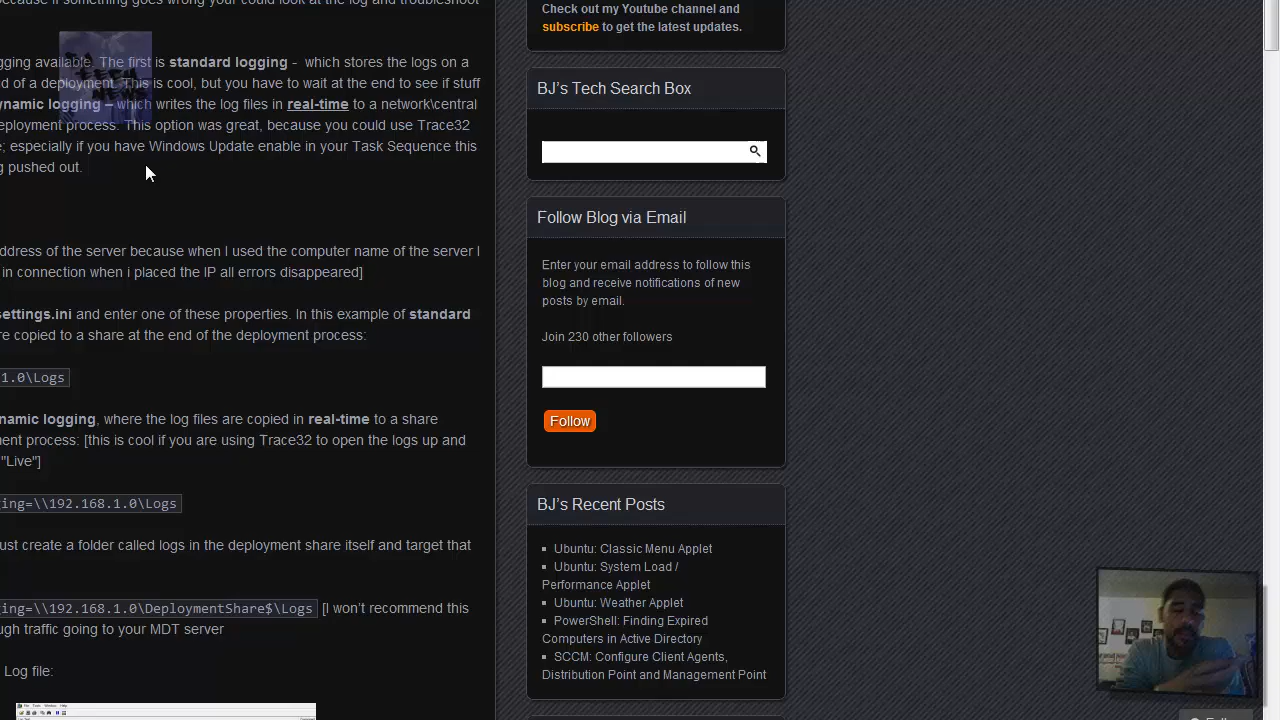 because if something goes wrong your could look at the log and troubleshoot
gging available. The first is standard logging - which stores the logs on a
d of a deployment. This is cool, but you have to wait at the end to see if stuff
ynamic logging – which writes the log files in real-time to a network\central
eployment process. This option was great, because you could use Trace32
e; especially if you have Windows Update enable in your Task Sequence this
g pushed out.
ddress of the server because when I used the computer name of the server I
in connection when i placed the IP all errors disappeared]
settings.ini and enter one of these properties. In this example of standard
re copied to a share at the end of the deployment process:
1.0\Logs
namic logging, where the log files are copied in real-time to a share
ment process: [this is cool if you are using Trace32 to open the logs up and
"Live"]
ging=\\192.168.1.0\Logs
ust create a folder called logs in the deployment share itself and target that
ging=\\192.168.1.0\DeploymentShare$\Logs [I won't recommend this
ugh traffic going to your MDT server
Log file:
Check out my Youtube channel and
subscribe to get the latest updates.
BJ's Tech Search Box
Follow Blog via Email
Enter your email address to follow this
blog and receive notifications of new
posts by email.
Join 230 other followers
Follow
BJ's Recent Posts
Ubuntu: Classic Menu Applet
Ubuntu: System Load /
Performance Applet
Ubuntu: Weather Applet
PowerShell: Finding Expired
Computers in Active Directory
SCCM: Configure Client Agents,
Distribution Point and Management Point